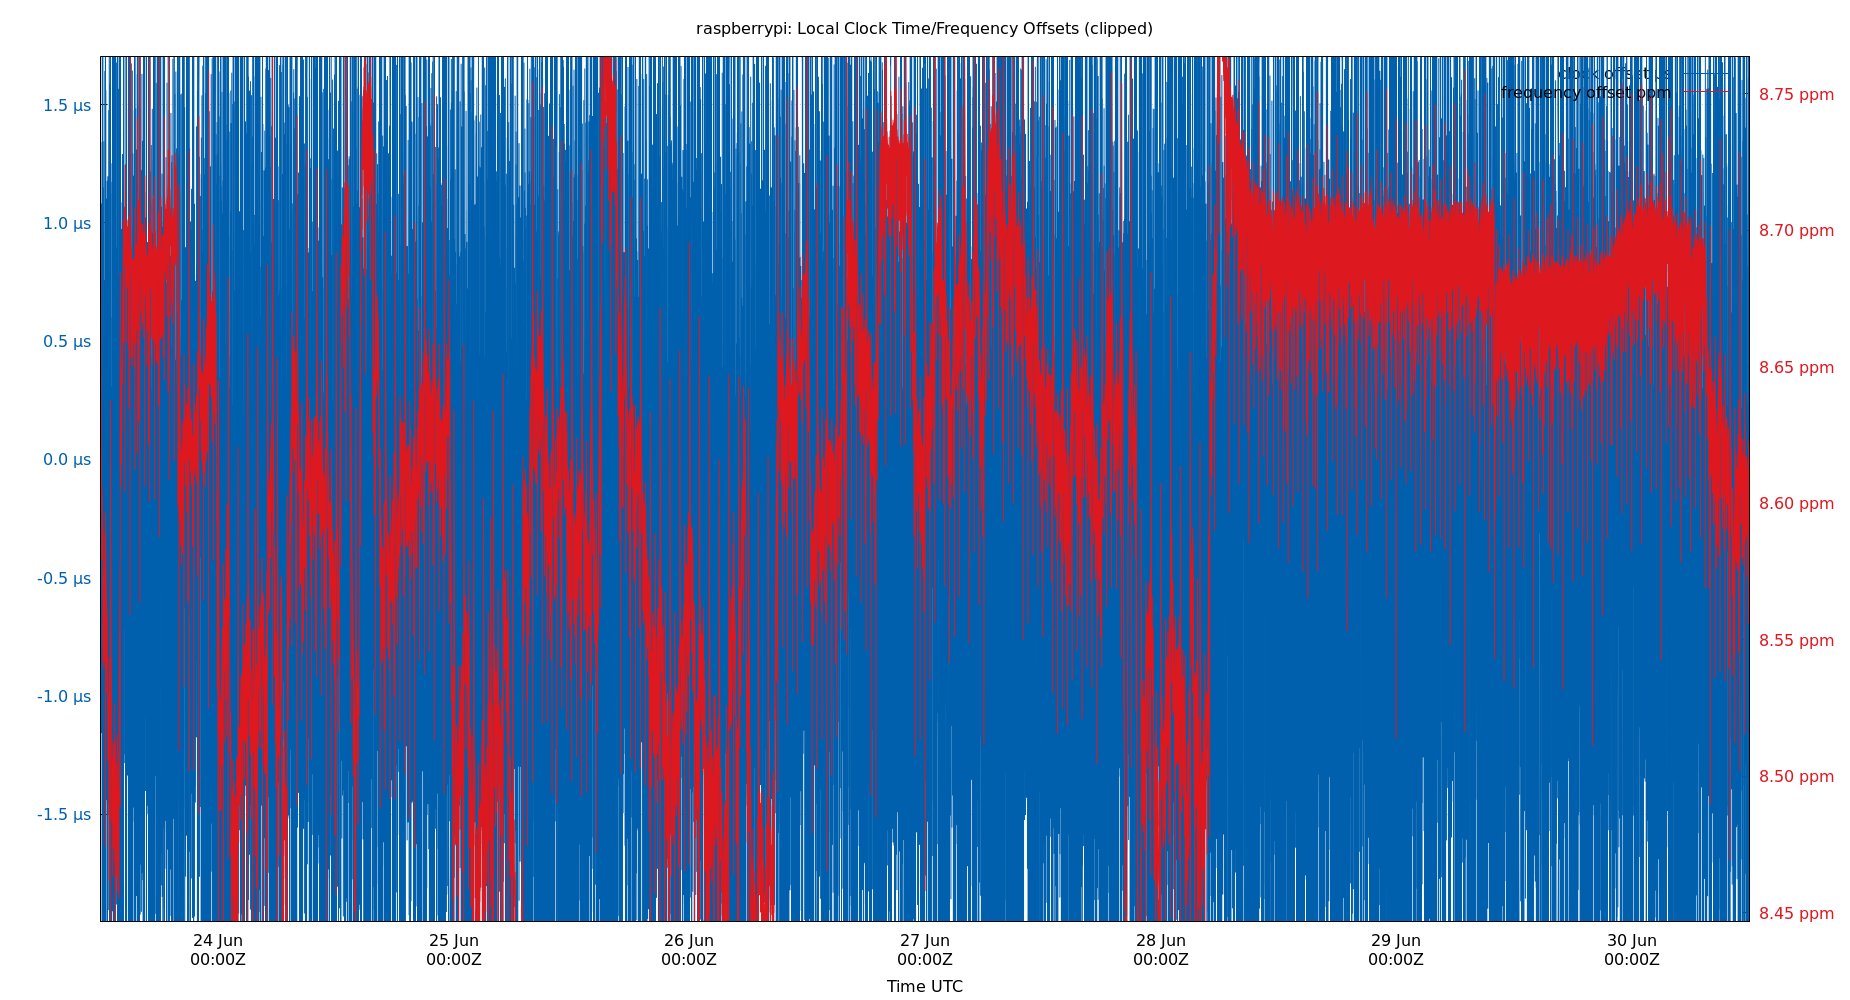 raspberrypi: Local Clock Time/Frequency Offsets (clipped)
clock offset µs
frequency offset ppm
1.5 µs
1.0 µs
0.5 µs
0.0 µs
-0.5 µs
-1.0 µs
-1.5 µs
8.75 ppm
8.70 ppm
8.65 ppm
8.60 ppm
8.55 ppm
8.50 ppm
8.45 ppm
24 Jun
00:00Z
25 Jun
00:00Z
26 Jun
00:00Z
27 Jun
00:00Z
28 Jun
00:00Z
29 Jun
00:00Z
30 Jun
00:00Z
Time UTC